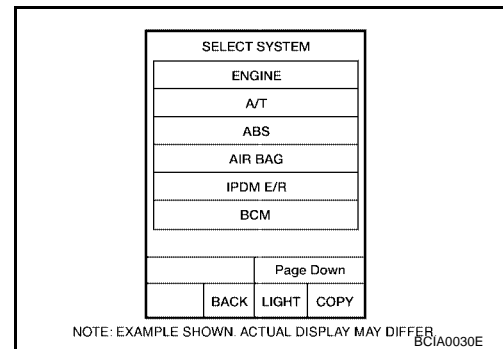 SELECT SYSTEM
ENGINE
A/T
ABS
AIR BAG
IPDM E/R
BCM
Page Down
BACK LIGHT COPY
NOTE: EXAMPLE SHOWN. ACTUAL DISPLAY MAY DIFFER.
BCIA0030E